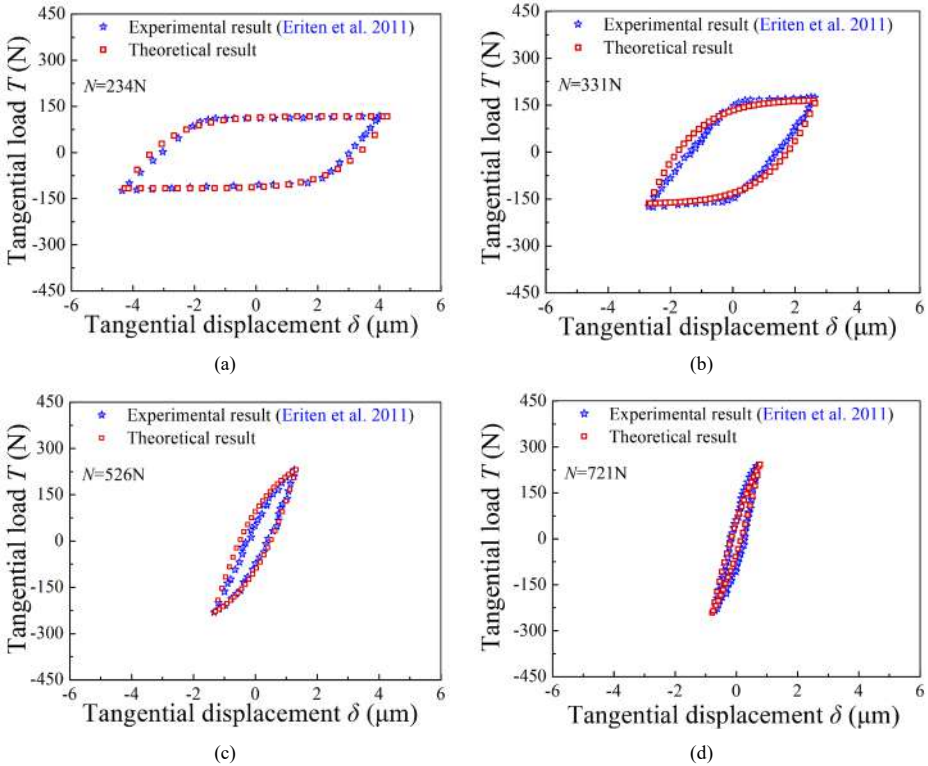 450
300
150
0
-150
-300
-450
Tangential load T (N)
Experimental result (Eriten et al. 2011)
Theoretical result
N=234N
-6 -4 -2 0 2 4 6
Tangential displacement δ (μm)
(a)
450
300
150
0
-150
-300
-450
Tangential load T (N)
Experimental result (Eriten et al. 2011)
Theoretical result
N=331N
-6 -4 -2 0 2 4 6
Tangential displacement δ (μm)
(b)
450
300
150
0
-150
-300
-450
Tangential load T (N)
Experimental result (Eriten et al. 2011)
Theoretical result
N=526N
-6 -4 -2 0 2 4 6
Tangential displacement δ (μm)
(c)
450
300
150
0
-150
-300
-450
Tangential load T (N)
Experimental result (Eriten et al. 2011)
Theoretical result
N=721N
-6 -4 -2 0 2 4 6
Tangential displacement δ (μm)
(d)